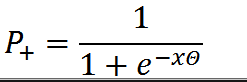 P₊ = 1 / (1 + e^{-xΘ})